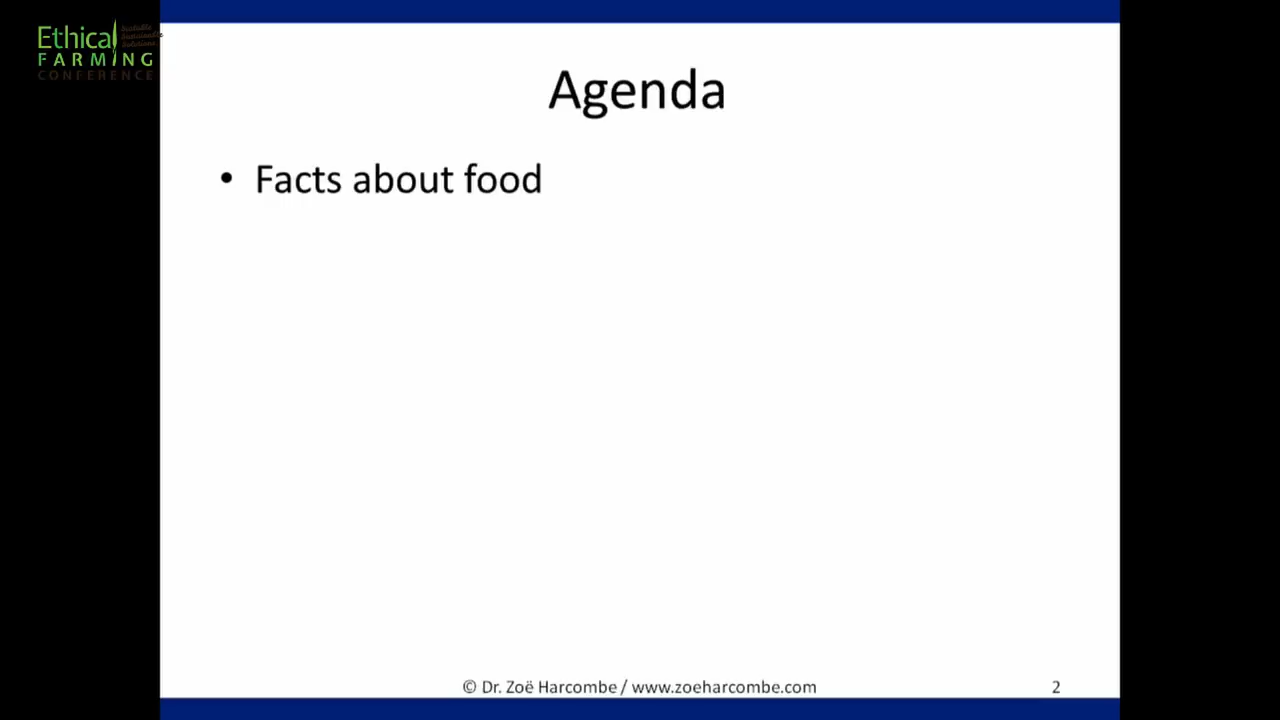 Ethical
FARMING
CONFERENCE
Agenda
• Facts about food
© Dr. Zoë Harcombe / www.zoeharcombe.com
2